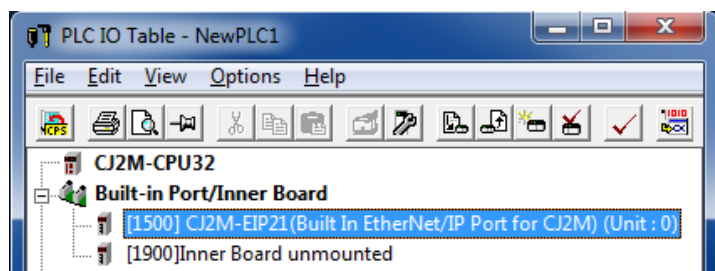 PLC IO Table - NewPLC1
File Edit View Options Help
CJ2M-CPU32
Built-in Port/Inner Board
[1500] CJ2M-EIP21(Built In EtherNet/IP Port for CJ2M) (Unit : 0)
[1900]Inner Board unmounted